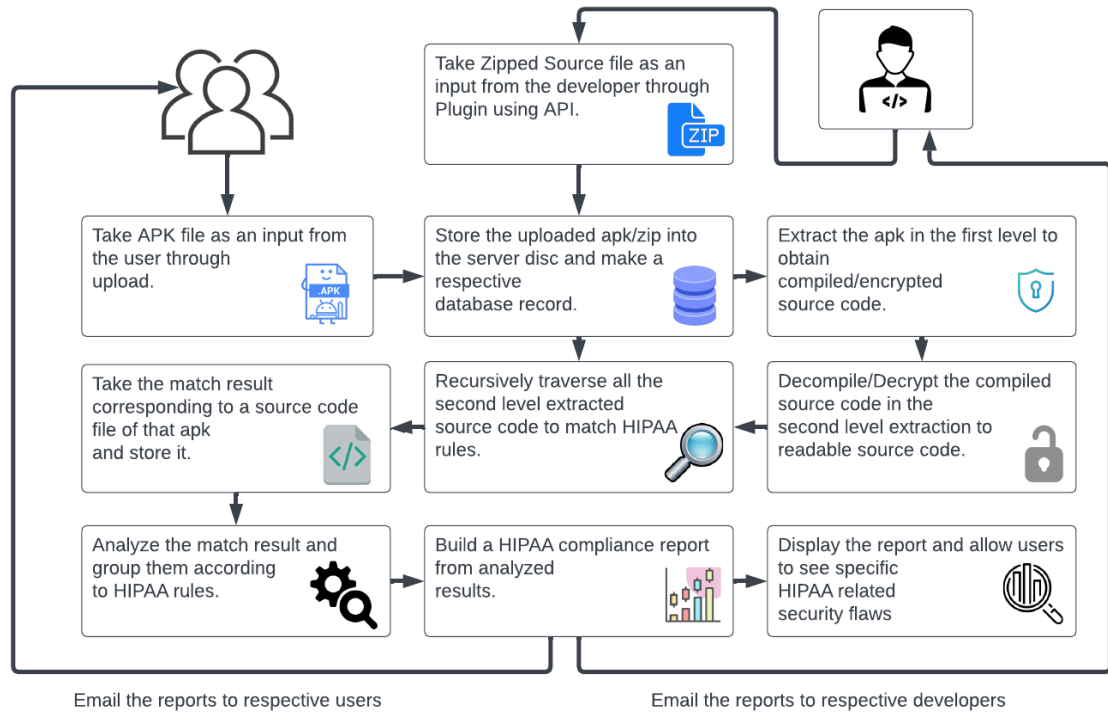 Take Zipped Source file as an
input from the developer through
Plugin using API.
ZIP
</>
Take APK file as an input from
the user through
upload.
.APK
Store the uploaded apk/zip into
the server disc and make a
respective
database record.
Extract the apk in the first level to
obtain
compiled/encrypted
source code.
Take the match result
corresponding to a source code
file of that apk
and store it.
</>
Recursively traverse all the
second level extracted
source code to match HIPAA
rules.
Decompile/Decrypt the compiled
source code in the
second level extraction to
readable source code.
Analyze the match result and
group them according
to HIPAA rules.
Build a HIPAA compliance report
from analyzed
results.
Display the report and allow users
to see specific
HIPAA related
security flaws
Email the reports to respective users
Email the reports to respective developers